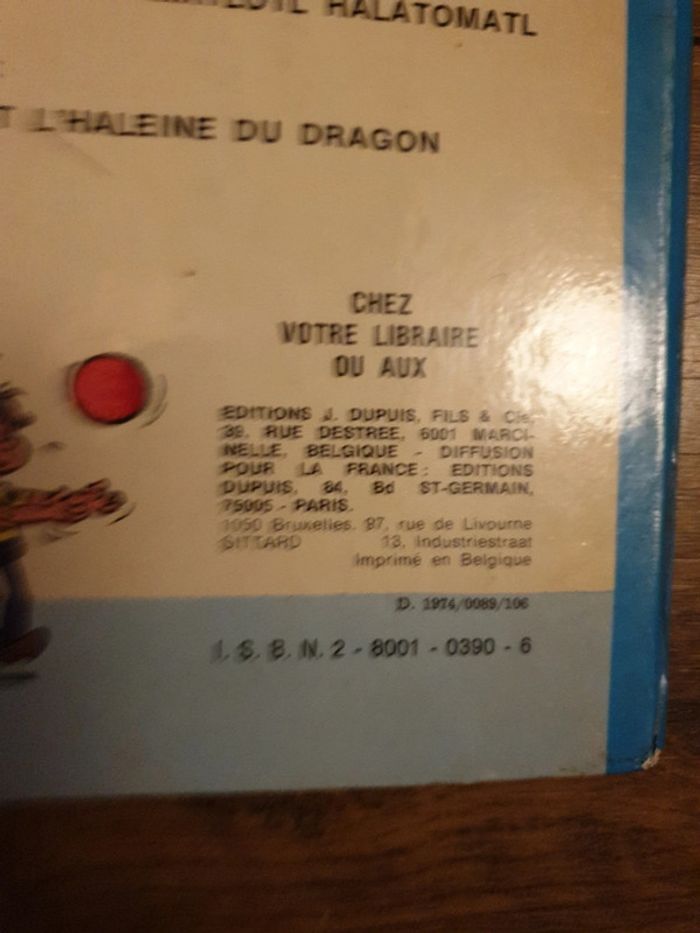 HALATOMATL
L'HALEINE DU DRAGON
CHEZ
VOTRE LIBRAIRE
OU AUX
EDITIONS J. DUPUIS, FILS & Cie,
39, RUE DESTREE, 6001 MARCI-
NELLE, BELGIQUE - DIFFUSION
POUR LA FRANCE: EDITIONS
DUPUIS, 84, Bd ST-GERMAIN,
75005 - PARIS.
1050 Bruxelles. 97, rue de Livourne
SITTARD 13, Industriestraat
Imprimé en Belgique
D. 1974/0089/106
I. S. B. N. 2 - 8001 - 0390 - 6